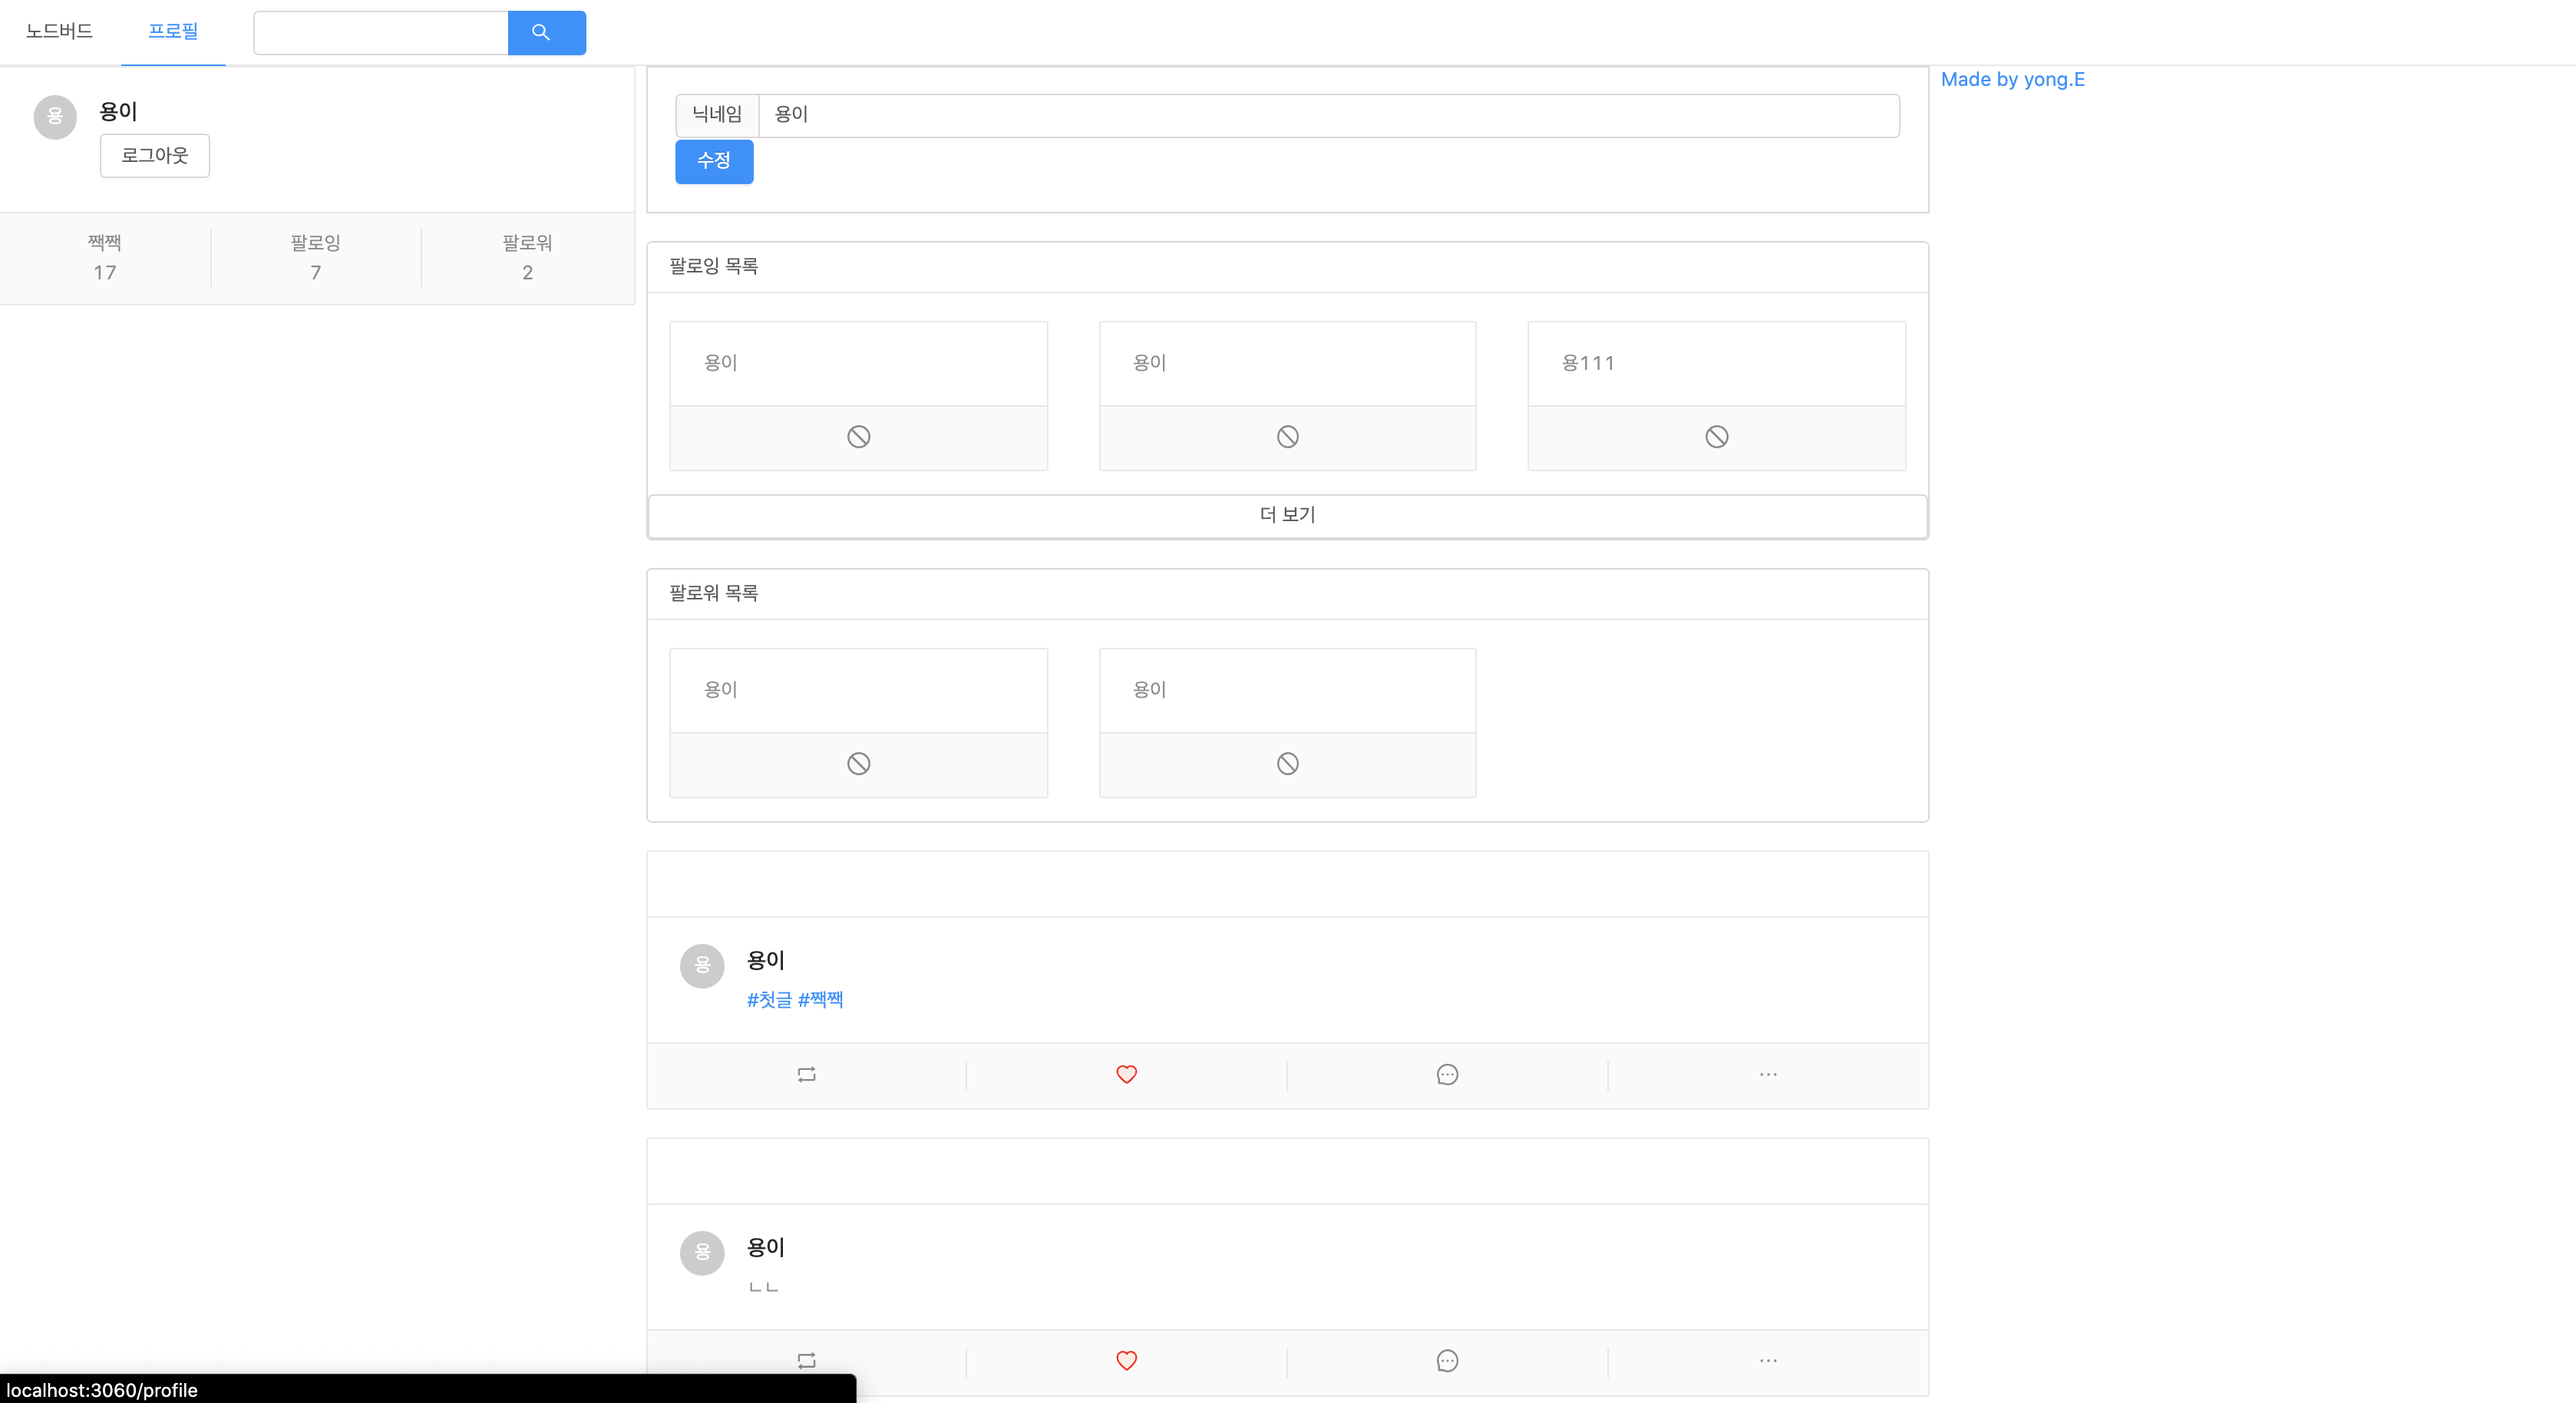 노드버드 프로필
용
용이
로그아웃
짹짹 팔로잉 팔로워
17 7 2
닉네임 용이
수정
팔로잉 목록
용이 용이 용111
더 보기
팔로워 목록
용이 용이
용
용이
#첫글 #짹짹
용
용이
ㄴㄴ
Made by yong.E
localhost:3060/profile